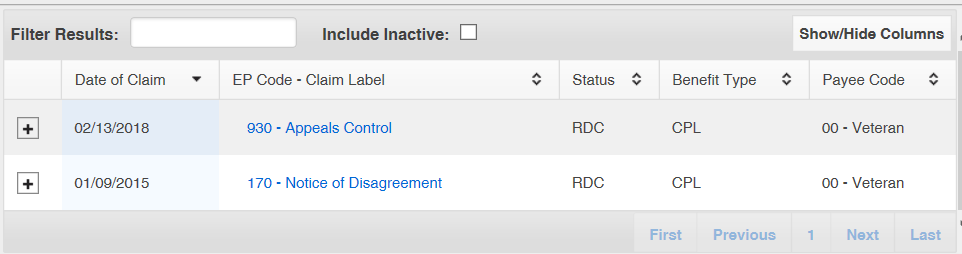 Filter Results: Include Inactive: Show/Hide Columns
Date of Claim EP Code - Claim Label Status Benefit Type Payee Code
02/13/2018 930 - Appeals Control RDC CPL 00 - Veteran
01/09/2015 170 - Notice of Disagreement RDC CPL 00 - Veteran
First Previous 1 Next Last